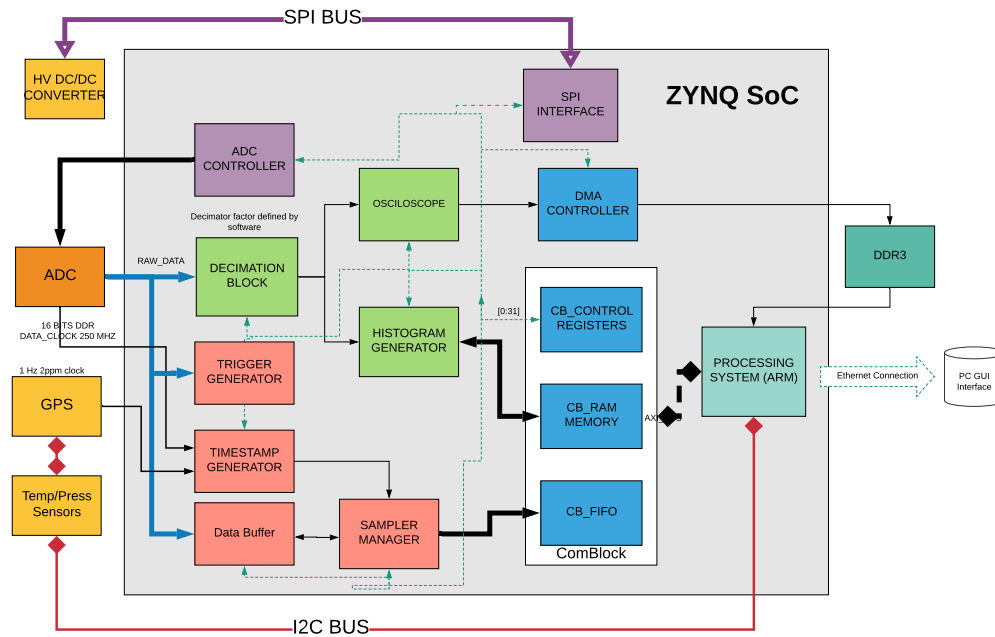 SPI BUS
HV DC/DC
CONVERTER
SPI
INTERFACE
ZYNQ SoC
ADC
CONTROLLER
OSCILOSCOPE
DMA
CONTROLLER
Decimator factor defined by
software
RAW_DATA
DECIMATION
BLOCK
ADC
DDR3
16 BITS DDR
DATA_CLOCK 250 MHZ
[0:31]
CB_CONTROL
REGISTERS
HISTOGRAM
GENERATOR
TRIGGER
GENERATOR
PROCESSING
SYSTEM (ARM)
Ethernet Connection
PC GUI
Interface
1 Hz 2ppm clock
GPS
CB_RAM
MEMORY
TIMESTAMP
GENERATOR
Temp/Press
Sensors
Data Buffer
SAMPLER
MANAGER
CB_FIFO
ComBlock
I2C BUS